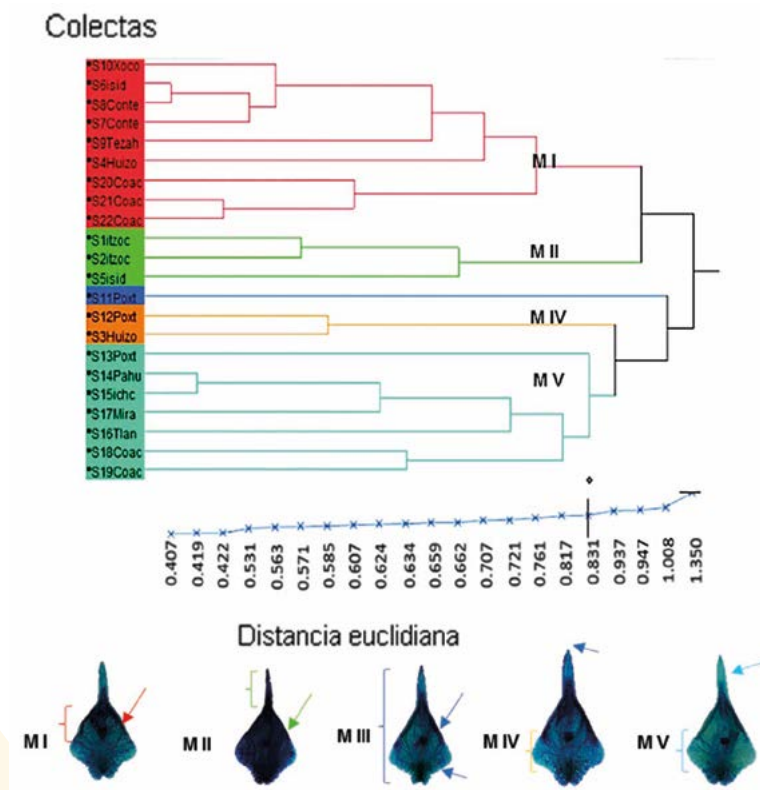 Colectas
*S10Xoco
*S6isid
*S8Conte
*S7Conte
*S9Tezah
*S4Huizo
*S20Coac
*S21Coac
*S22Coac
*S1itzoc
*S2itzoc
*S5isid
*S11Poxt
*S12Poxt
*S3Huizo
*S13Poxt
*S14Pahu
*S15ichc
*S17Mira
*S16Tlan
*S18Coac
*S19Coac
M I
M II
M IV
M V
0.407
0.419
0.422
0.531
0.563
0.571
0.585
0.607
0.624
0.634
0.659
0.662
0.707
0.721
0.761
0.817
0.831
0.937
0.947
1.008
1.350
Distancia euclidiana
M I
M II
M III
M IV
M V